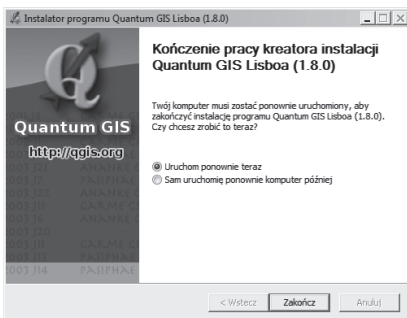 Instalator programu Quantum GIS Lisboa (1.8.0)
Quantum GIS
http://qgis.org
Kończenie pracy kreatora instalacji
Quantum GIS Lisboa (1.8.0)
Twój komputer musi zostać ponownie uruchomiony, aby
zakończyć instalację programu Quantum GIS Lisboa (1.8.0).
Czy chcesz zrobić to teraz?
Uruchom ponownie teraz
Sam uruchomię ponownie komputer później
< Wstecz
Zakończ
Anuluj